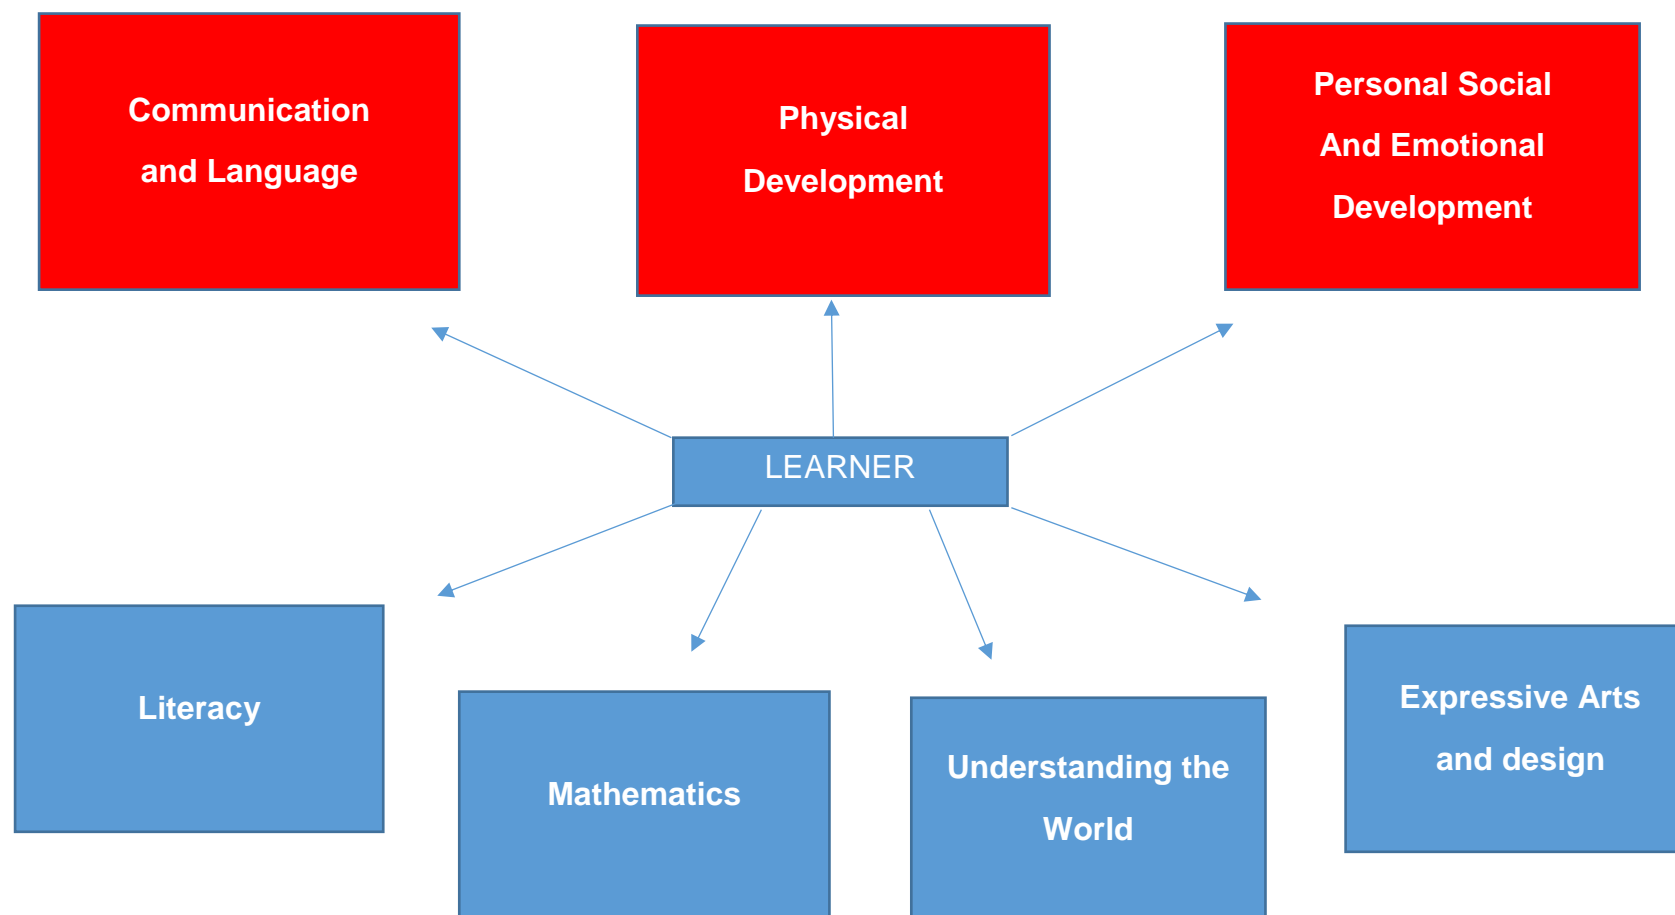 Communication
and Language
Physical
Development
Personal Social
And Emotional
Development
LEARNER
Literacy
Mathematics
Understanding the
World
Expressive Arts
and design